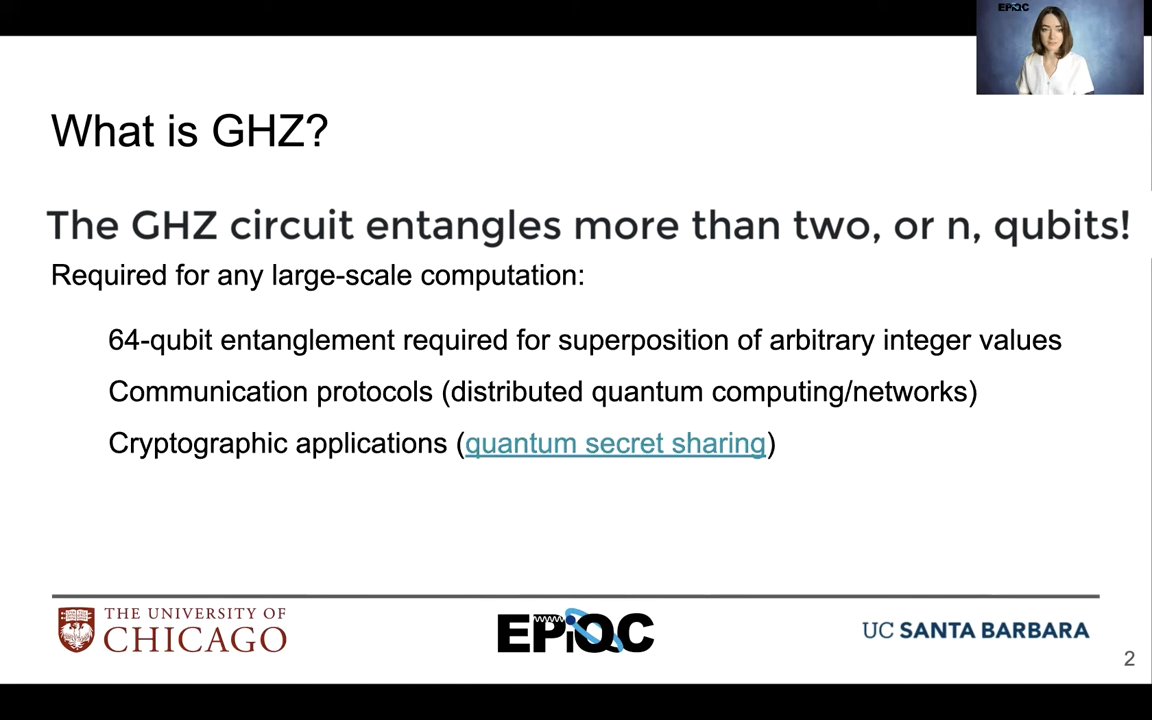 EPiQC
What is GHZ?
The GHZ circuit entangles more than two, or n, qubits!
Required for any large-scale computation:
64-qubit entanglement required for superposition of arbitrary integer values
Communication protocols (distributed quantum computing/networks)
Cryptographic applications (quantum secret sharing)
THE UNIVERSITY OF
CHICAGO
EPiQC
UC SANTA BARBARA
2